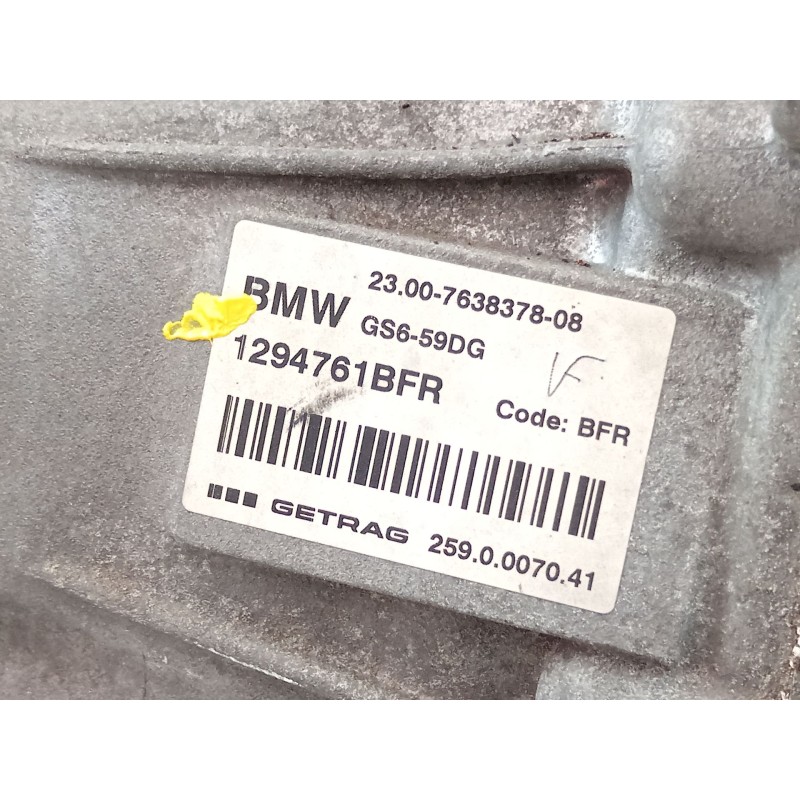 23.00-7638378-08
BMW GS6-59DG
1294761BFR
Code: BFR
GETRAG 259.0.0070.41